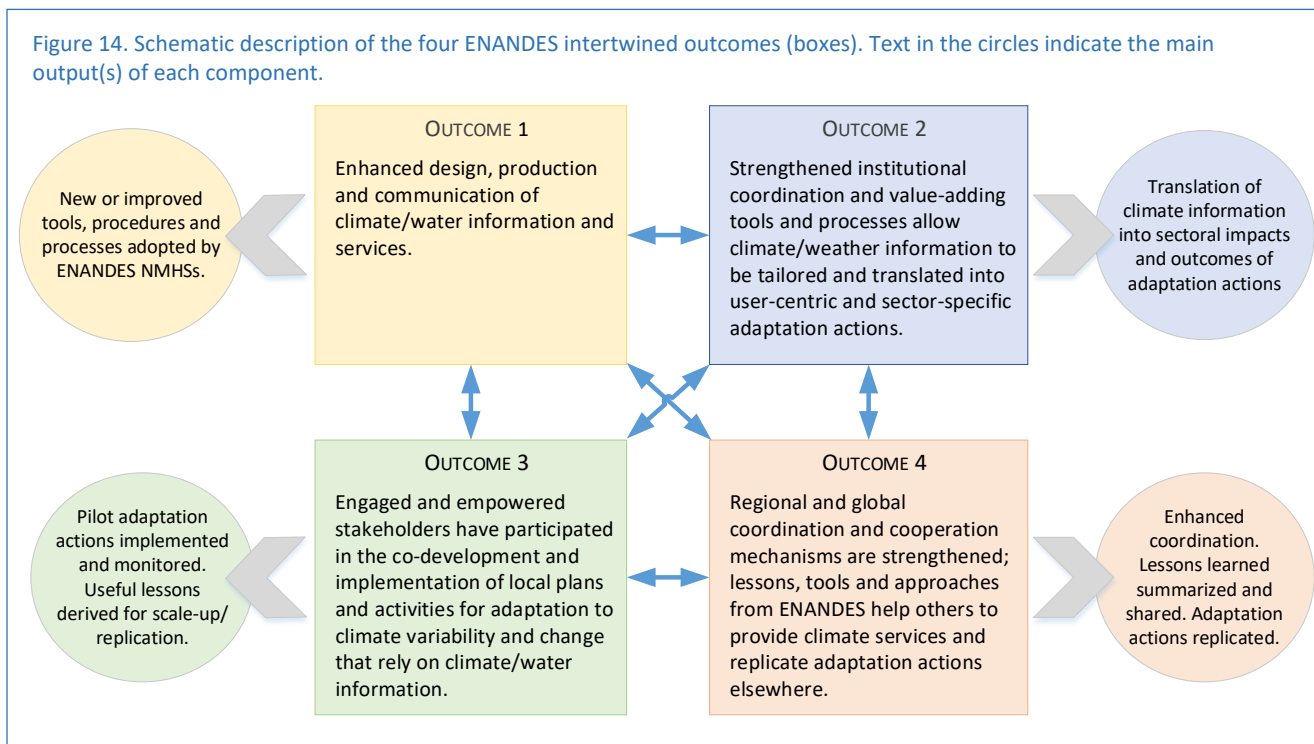 Figure 14. Schematic description of the four ENANDES intertwined outcomes (boxes). Text in the circles indicate the main
output(s) of each component.
New or improved
tools, procedures and
processes adopted by
ENANDES NMHSs.
OUTCOME 1
Enhanced design, production
and communication of
climate/water information and
services.
OUTCOME 2
Strengthened institutional
coordination and value-adding
tools and processes allow
climate/weather information to
be tailored and translated into
user-centric and sector-specific
adaptation actions.
Translation of
climate information
into sectoral impacts
and outcomes of
adaptation actions
Pilot adaptation
actions implemented
and monitored.
Useful lessons
derived for scale-up/
replication.
OUTCOME 3
Engaged and empowered
stakeholders have participated
in the co-development and
implementation of local plans
and activities for adaptation to
climate variability and change
that rely on climate/water
information.
OUTCOME 4
Regional and global
coordination and cooperation
mechanisms are strengthened;
lessons, tools and approaches
from ENANDES help others to
provide climate services and
replicate adaptation actions
elsewhere.
Enhanced
coordination.
Lessons learned
summarized and
shared. Adaptation
actions replicated.